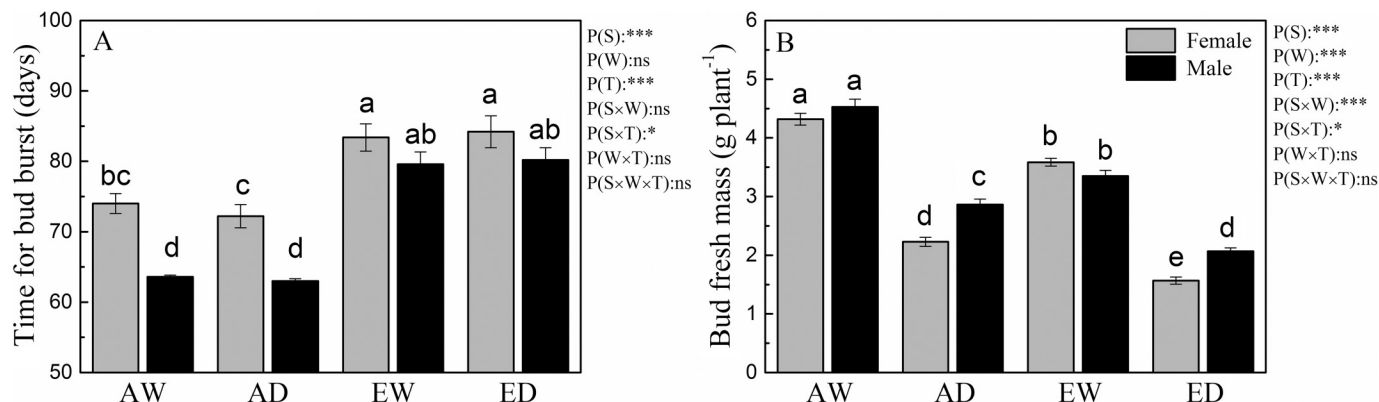 A
Time for bud burst (days)
100
90
80
70
60
50
bc
d
c
d
a
ab
a
ab
AW
AD
EW
ED
P(S):***
P(W):ns
P(T):***
P(S×W):ns
P(S×T):*
P(W×T):ns
P(S×W×T):ns
B
Bud fresh mass (g plant-1)
6
5
4
3
2
1
0
Female
Male
a
a
d
c
b
b
e
d
AW
AD
EW
ED
P(S):***
P(W):***
P(T):***
P(S×W):***
P(S×T):*
P(W×T):ns
P(S×W×T):ns